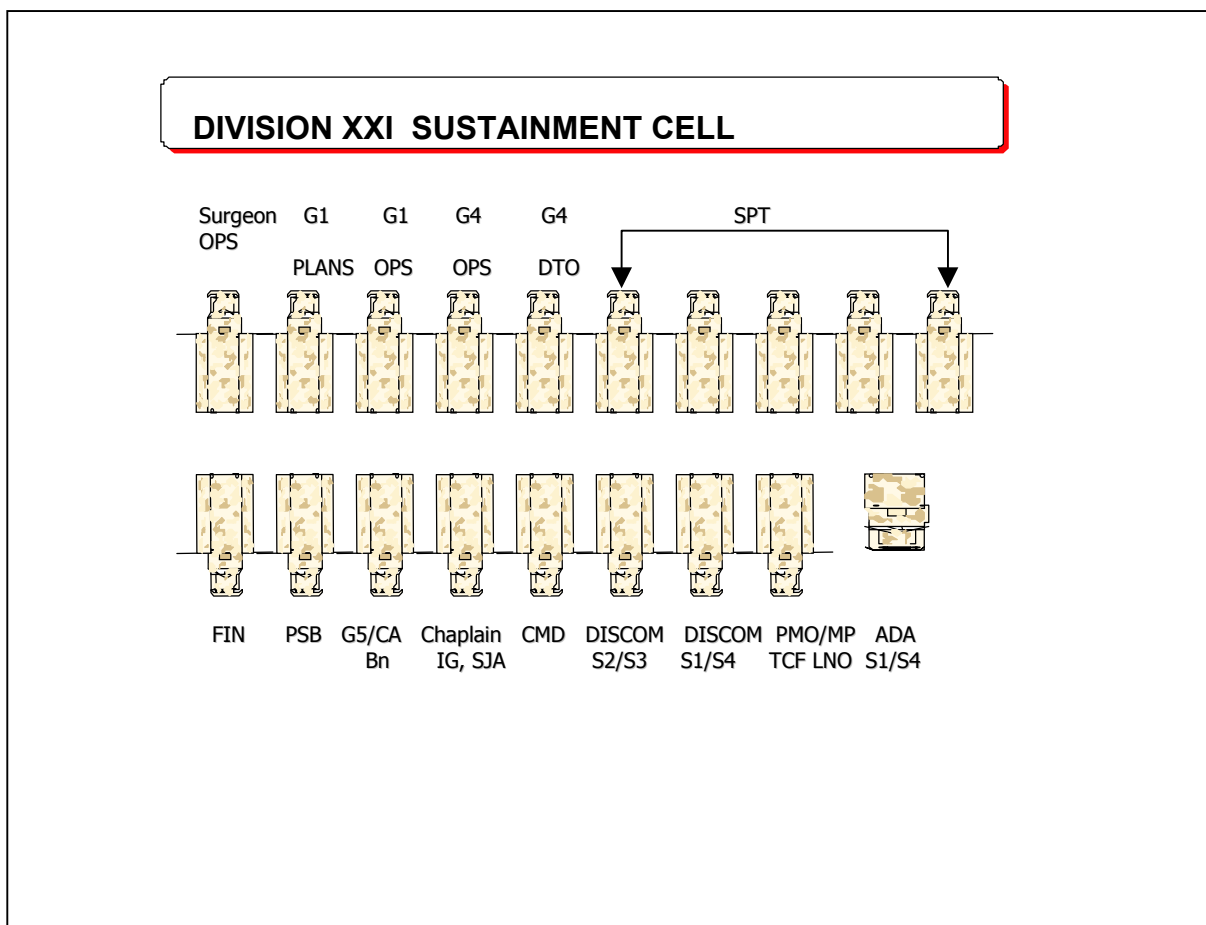 DIVISION XXI SUSTAINMENT CELL
Surgeon G1 G1 G4 G4 SPT
OPS
PLANS OPS OPS DTO
FIN PSB G5/CA Chaplain CMD DISCOM DISCOM PMO/MP ADA
Bn IG, SJA S2/S3 S1/S4 TCF LNO S1/S4